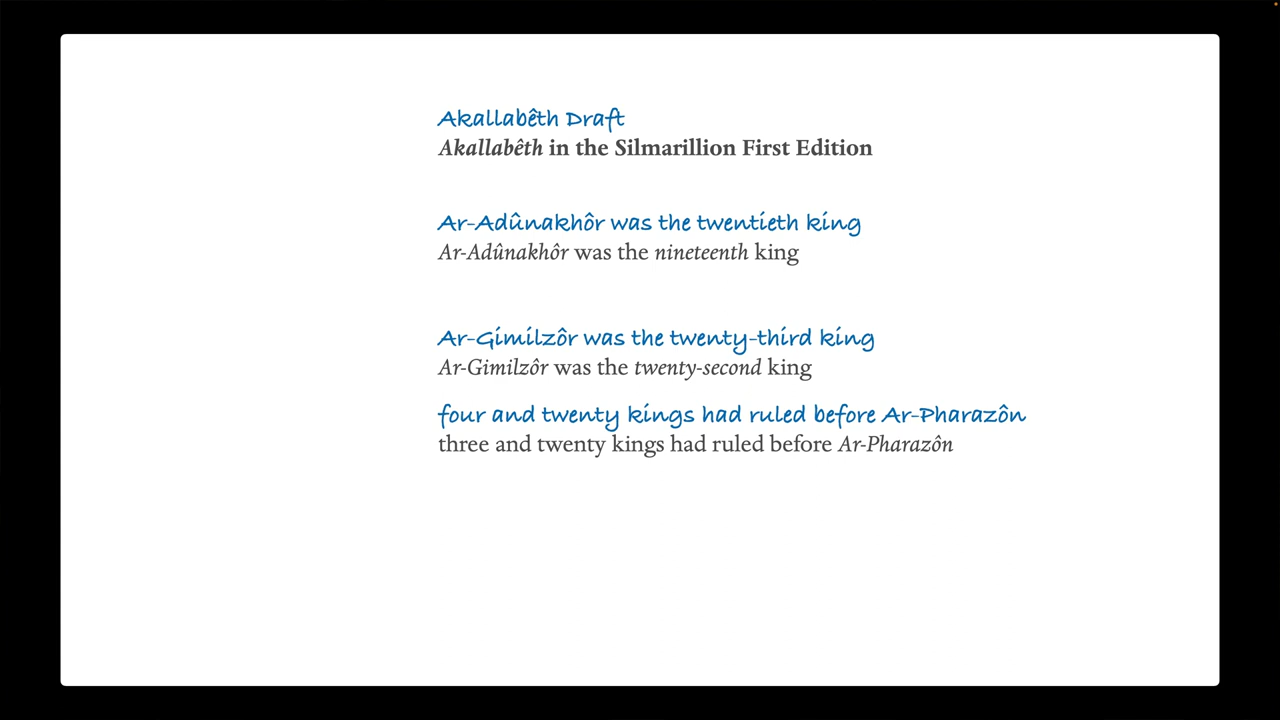 Akallabêth Draft
Akallabêth in the Silmarillion First Edition
Ar-Adûnakhôr was the twentieth king
Ar-Adûnakhôr was the nineteenth king
Ar-Gimilzôr was the twenty-third king
Ar-Gimilzôr was the twenty-second king
four and twenty kings had ruled before Ar-Pharazôn
three and twenty kings had ruled before Ar-Pharazôn